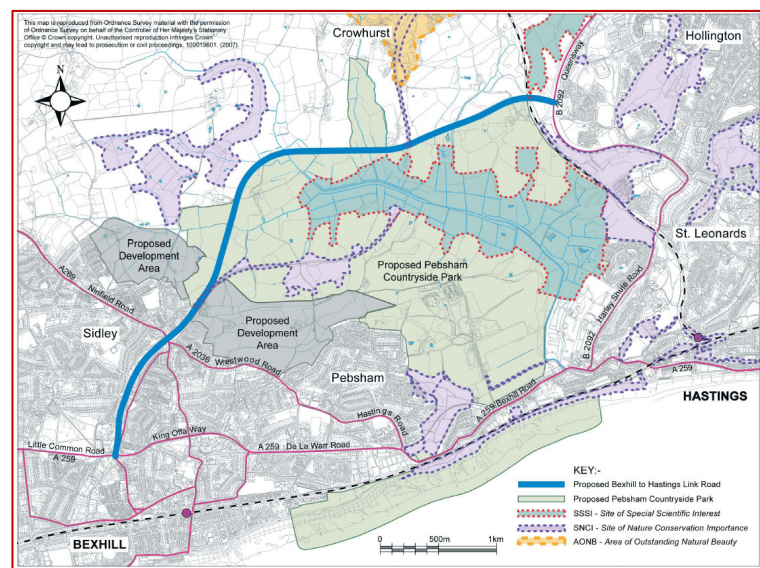 This map is reproduced from Ordnance Survey material with the permission
of Ordnance Survey on behalf of the Controller of Her Majesty's Stationary
Office © Crown copyright. Unauthorised reproduction infringes Crown
copyright and may lead to prosecution or civil proceedings. 100019601. (2007).
Crowhurst
Hollington
N
Queensway
B 2092
St. Leonards
Proposed
Development
Area
Proposed Pebsham
Countryside Park
A269
Ninfield Road
Harley Shute Road
B 2092
Sidley
Proposed
Development
Area
A 2036 Wrestwood Road
Pebsham
A 259
HASTINGS
Hastings Road
A 259 Bexhill Road
King Offa Way
Little Common Road
A 259
A 259 De La Warr Road
BEXHILL
KEY:-
Proposed Bexhill to Hastings Link Road
Proposed Pebsham Countryside Park
SSSI - Site of Special Scientific Interest
SNCI - Site of Nature Conservation Importance
AONB - Area of Outstanding Natural Beauty
0 500m 1km